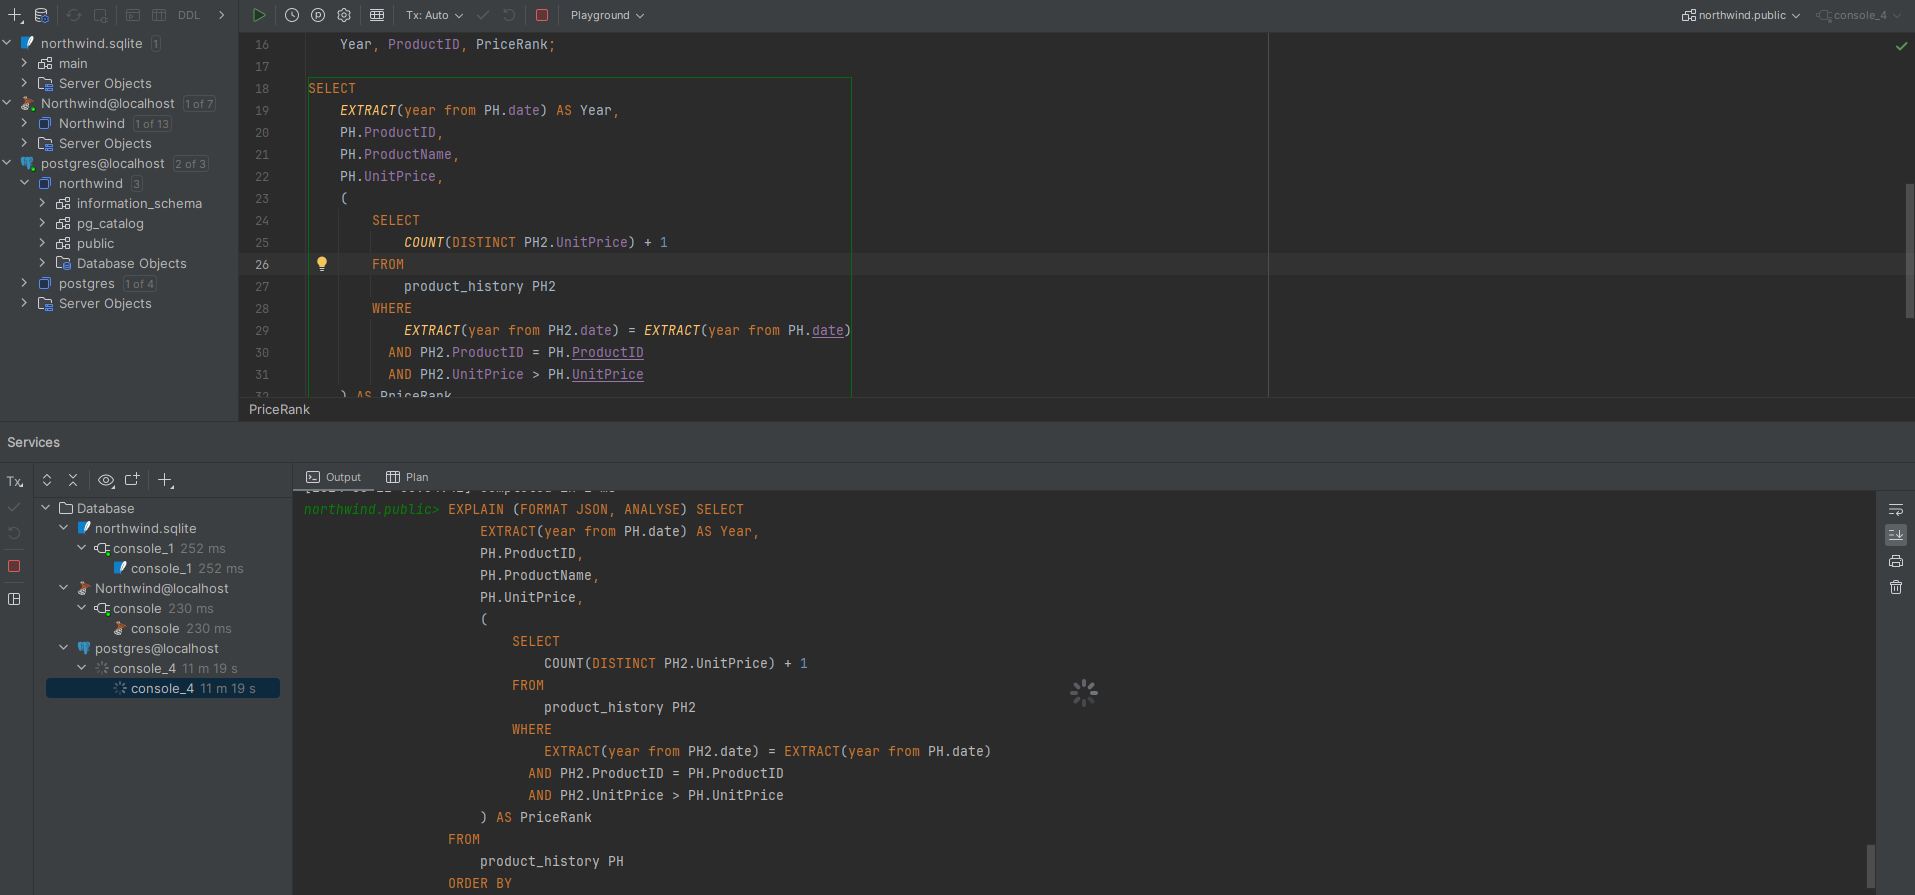 DDL
Tx: Auto
Playground
northwind.public
console_4
northwind.sqlite 1
main
Server Objects
Northwind@localhost 1 of 7
Northwind 1 of 13
Server Objects
postgres@localhost 2 of 3
northwind 3
information_schema
pg_catalog
public
Database Objects
postgres 1 of 4
Server Objects
16 Year, ProductID, PriceRank;
17
18 SELECT
19 EXTRACT(year from PH.date) AS Year,
20 PH.ProductID,
21 PH.ProductName,
22 PH.UnitPrice,
23 (
24 SELECT
25 COUNT(DISTINCT PH2.UnitPrice) + 1
26 FROM
27 product_history PH2
28 WHERE
29 EXTRACT(year from PH2.date) = EXTRACT(year from PH.date)
30 AND PH2.ProductID = PH.ProductID
31 AND PH2.UnitPrice > PH.UnitPrice
32 ) AS PriceRank
PriceRank
Services
Tx
Database
northwind.sqlite
console_1 252 ms
console_1 252 ms
Northwind@localhost
console 230 ms
console 230 ms
postgres@localhost
console_4 11 m 19 s
console_4 11 m 19 s
Output
Plan
northwind.public> EXPLAIN (FORMAT JSON, ANALYSE) SELECT
EXTRACT(year from PH.date) AS Year,
PH.ProductID,
PH.ProductName,
PH.UnitPrice,
(
SELECT
COUNT(DISTINCT PH2.UnitPrice) + 1
FROM
product_history PH2
WHERE
EXTRACT(year from PH2.date) = EXTRACT(year from PH.date)
AND PH2.ProductID = PH.ProductID
AND PH2.UnitPrice > PH.UnitPrice
) AS PriceRank
FROM
product_history PH
ORDER BY